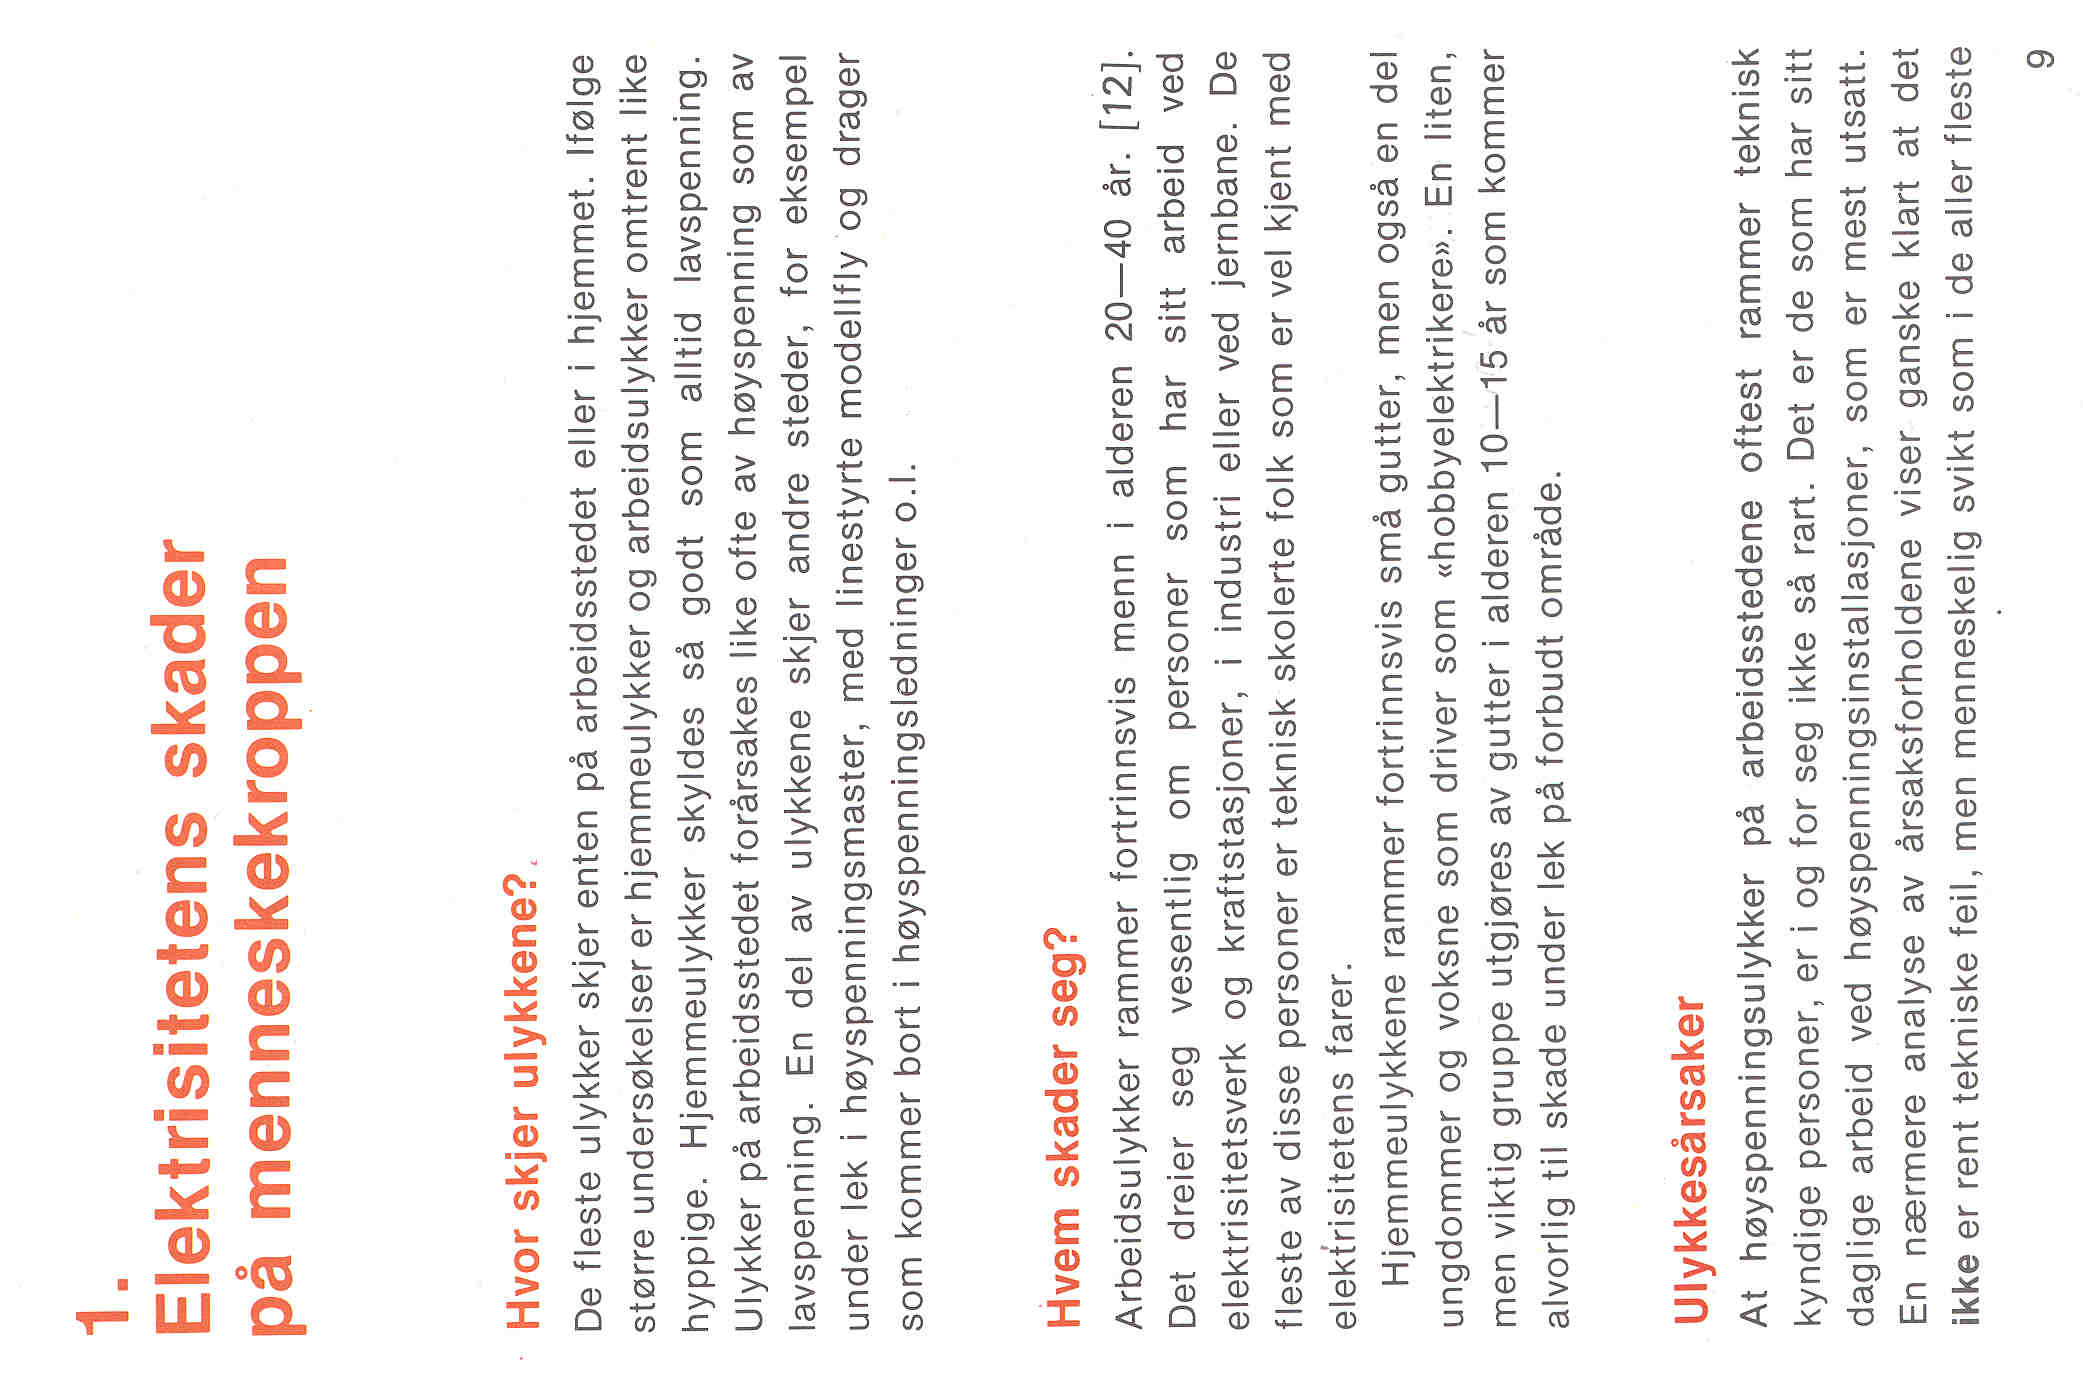 1.
Elektrisitetens skader
på menneskekroppen
Hvor skjer ulykkene?
De fleste ulykker skjer enten på arbeidsstedet eller i hjemmet. Ifølge
større undersøkelser er hjemmeulykker og arbeidsulykker omtrent like
hyppige. Hjemmeulykker skyldes så godt som alltid lavspenning.
Ulykker på arbeidsstedet forårsakes like ofte av høyspenning som av
lavspenning. En del av ulykkene skjer andre steder, for eksempel
under lek i høyspenningsmaster, med linestyrte modellfly og drager
som kommer bort i høyspenningsledninger o.l.
Hvem skader seg?
Arbeidsulykker rammer fortrinnsvis menn i alderen 20—40 år. [12].
Det dreier seg vesentlig om personer som har sitt arbeid ved
elektrisitetsverk og kraftstasjoner, i industri eller ved jernbane. De
fleste av disse personer er teknisk skolerte folk som er vel kjent med
elektrisitetens farer.
Hjemmeulykkene rammer fortrinnsvis små gutter, men også en del
ungdommer og voksne som driver som «hobbyelektrikere». En liten,
men viktig gruppe utgjøres av gutter i alderen 10—15 år som kommer
alvorlig til skade under lek på forbudt område.
Ulykkesårsaker
At høyspenningsulykker på arbeidsstedene oftest rammer teknisk
kyndige personer, er i og for seg ikke så rart. Det er de som har sitt
daglige arbeid ved høyspenningsinstallasjoner, som er mest utsatt.
En nærmere analyse av årsaksforholdene viser ganske klart at det
ikke er rent tekniske feil, men menneskelig svikt som i de aller fleste
9